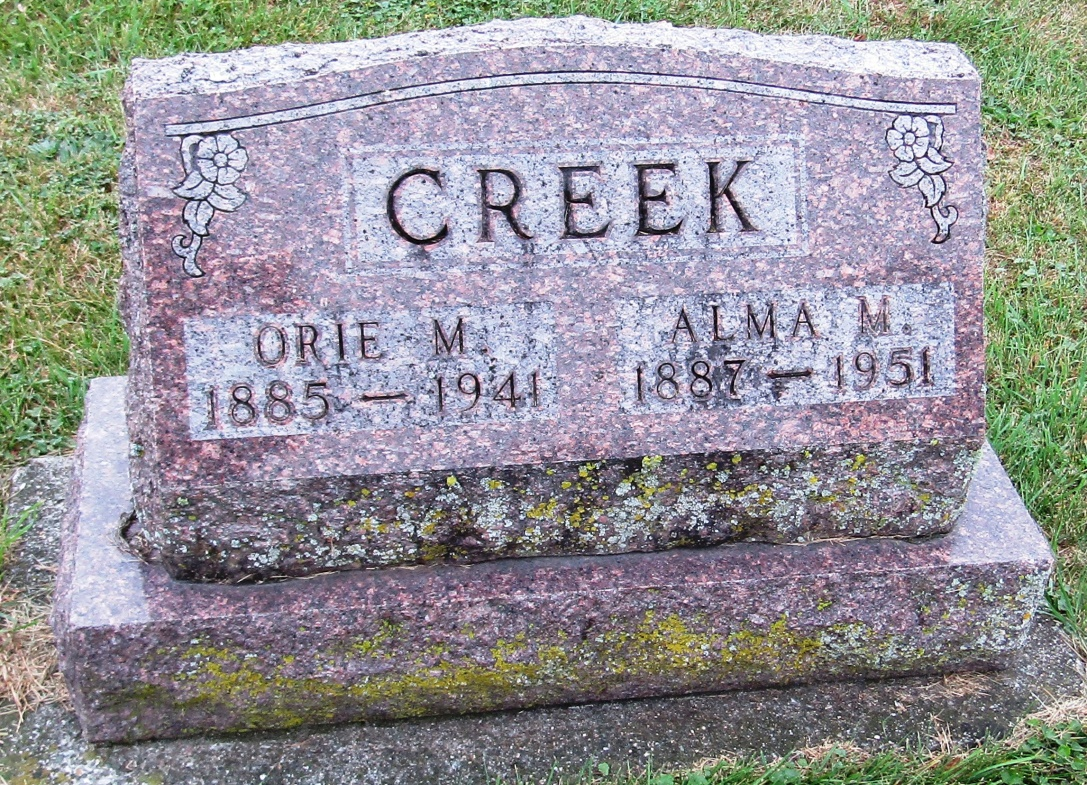 CREEK
ORIE M.
1885 — 1941
ALMA M.
1887 — 1951